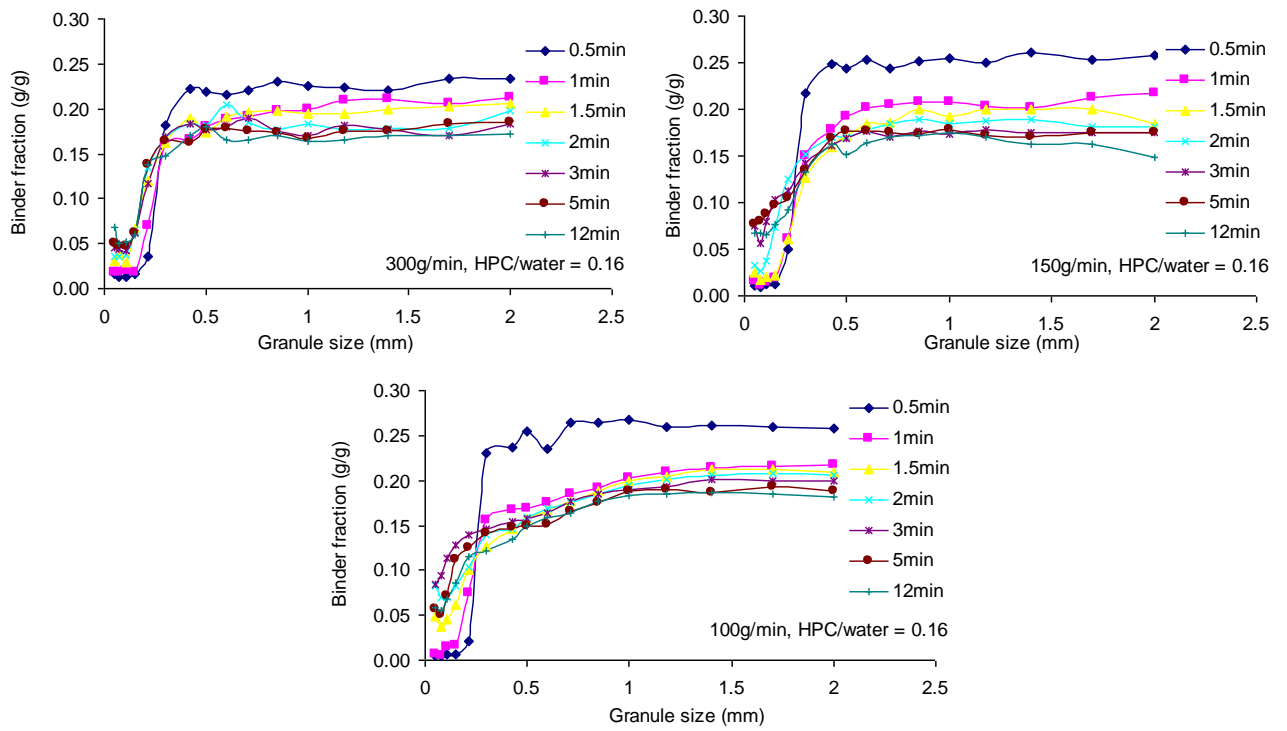 0.30
0.25
0.20
0.15
0.10
0.05
0.00
Binder fraction (g/g)
0 0.5 1 1.5 2 2.5
Granule size (mm)
0.5min
1min
1.5min
2min
3min
5min
12min
300g/min, HPC/water = 0.16
0.30
0.25
0.20
0.15
0.10
0.05
0.00
Binder fraction (g/g)
0 0.5 1 1.5 2 2.5
Granule size (mm)
0.5min
1min
1.5min
2min
3min
5min
12min
150g/min, HPC/water = 0.16
0.30
0.25
0.20
0.15
0.10
0.05
0.00
Binder fraction (g/g)
0 0.5 1 1.5 2 2.5
Granule size (mm)
0.5min
1min
1.5min
2min
3min
5min
12min
100g/min, HPC/water = 0.16